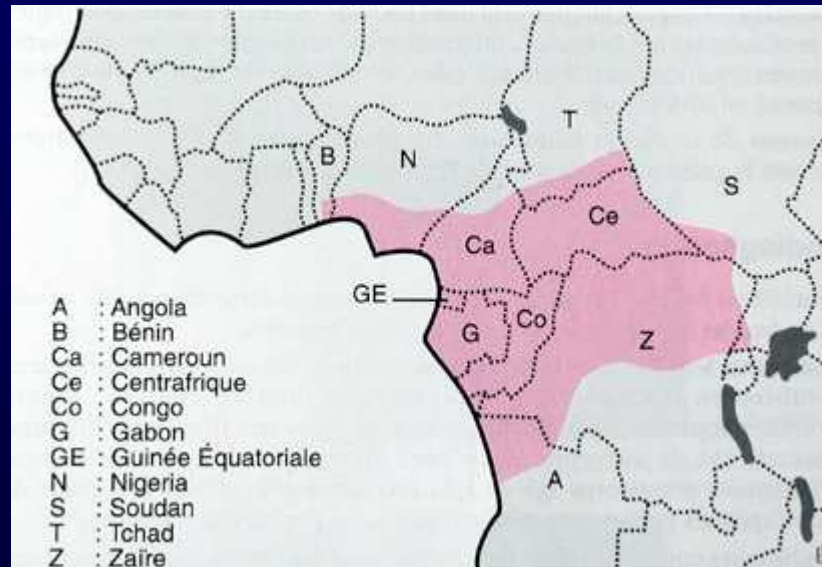 T
B
N
S
Ce
Ca
GE
G
Co
Z
A
A : Angola
B : Bénin
Ca : Cameroun
Ce : Centrafrique
Co : Congo
G : Gabon
GE : Guinée Équatoriale
N : Nigeria
S : Soudan
T : Tchad
Z : Zaïre